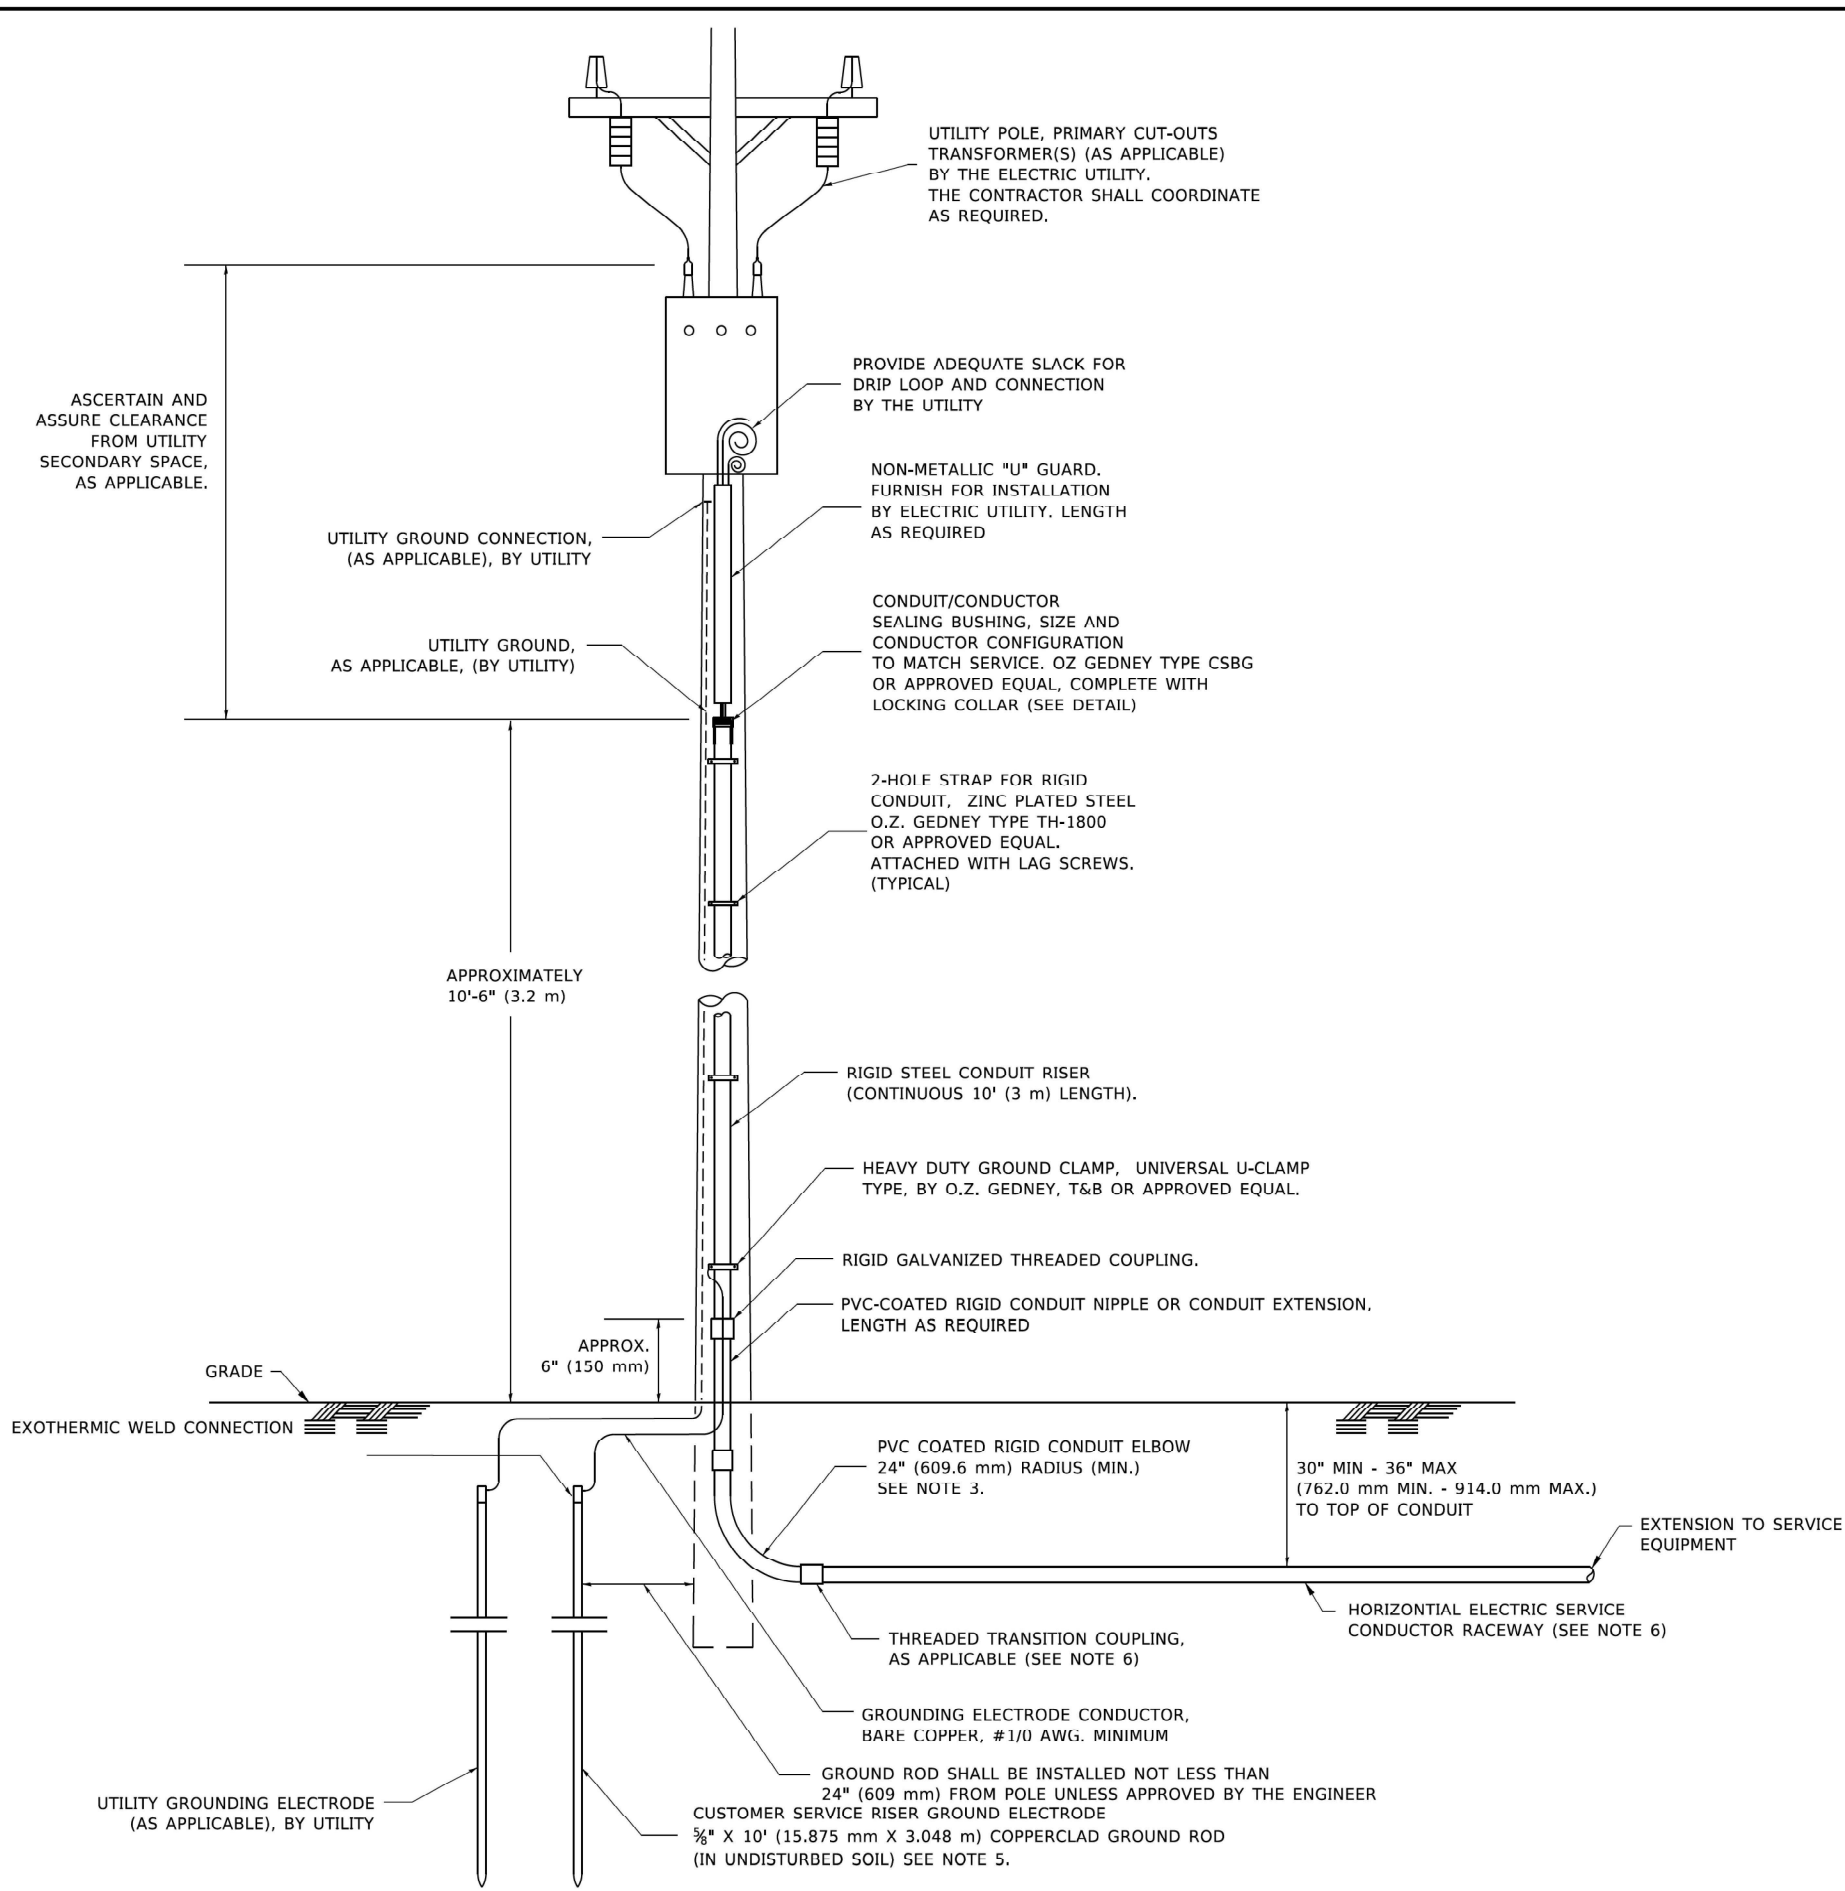 UTILITY POLE, PRIMARY CUT-OUTS
TRANSFORMER(S) (AS APPLICABLE)
BY THE ELECTRIC UTILITY.
THE CONTRACTOR SHALL COORDINATE
AS REQUIRED.
PROVIDE ADEQUATE SLACK FOR
DRIP LOOP AND CONNECTION
BY THE UTILITY
ASCERTAIN AND
ASSURE CLEARANCE
FROM UTILITY
SECONDARY SPACE,
AS APPLICABLE.
NON-METALLIC "U" GUARD.
FURNISH FOR INSTALLATION
BY ELECTRIC UTILITY. LENGTH
AS REQUIRED
UTILITY GROUND CONNECTION,
(AS APPLICABLE), BY UTILITY
CONDUIT/CONDUCTOR
SEALING BUSHING, SIZE AND
CONDUCTOR CONFIGURATION
TO MATCH SERVICE. OZ GEDNEY TYPE CSBG
OR APPROVED EQUAL, COMPLETE WITH
LOCKING COLLAR (SEE DETAIL)
UTILITY GROUND,
AS APPLICABLE, (BY UTILITY)
2-HOLE STRAP FOR RIGID
CONDUIT, ZINC PLATED STEEL
O.Z. GEDNEY TYPE TH-1800
OR APPROVED EQUAL.
ATTACHED WITH LAG SCREWS.
(TYPICAL)
APPROXIMATELY
10'-6" (3.2 m)
RIGID STEEL CONDUIT RISER
(CONTINUOUS 10' (3 m) LENGTH).
HEAVY DUTY GROUND CLAMP, UNIVERSAL U-CLAMP
TYPE, BY O.Z. GEDNEY, T&B OR APPROVED EQUAL.
RIGID GALVANIZED THREADED COUPLING.
PVC-COATED RIGID CONDUIT NIPPLE OR CONDUIT EXTENSION,
LENGTH AS REQUIRED
APPROX.
6" (150 mm)
GRADE
EXOTHERMIC WELD CONNECTION
PVC COATED RIGID CONDUIT ELBOW
24" (609.6 mm) RADIUS (MIN.)
SEE NOTE 3.
30" MIN - 36" MAX
(762.0 mm MIN. - 914.0 mm MAX.)
TO TOP OF CONDUIT
EXTENSION TO SERVICE
EQUIPMENT
HORIZONTIAL ELECTRIC SERVICE
CONDUCTOR RACEWAY (SEE NOTE 6)
THREADED TRANSITION COUPLING,
AS APPLICABLE (SEE NOTE 6)
GROUNDING ELECTRODE CONDUCTOR,
BARE COPPER, #1/0 AWG. MINIMUM
GROUND ROD SHALL BE INSTALLED NOT LESS THAN
24" (609 mm) FROM POLE UNLESS APPROVED BY THE ENGINEER
UTILITY GROUNDING ELECTRODE
(AS APPLICABLE), BY UTILITY
CUSTOMER SERVICE RISER GROUND ELECTRODE
⅝" X 10' (15.875 mm X 3.048 m) COPPERCLAD GROUND ROD
(IN UNDISTURBED SOIL) SEE NOTE 5.